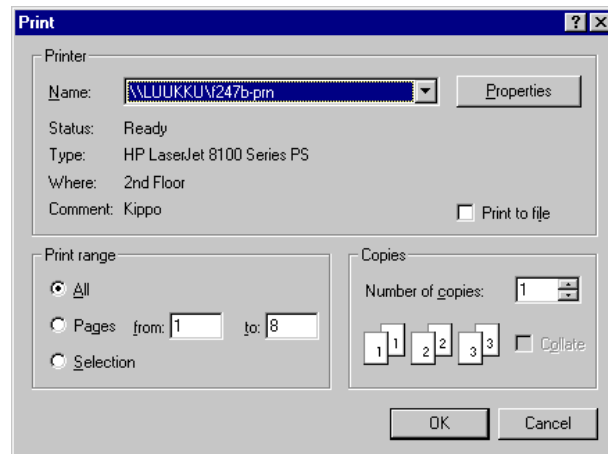 Print
Printer
Name: \\LUUKKU\f247b-prn Properties
Status: Ready
Type: HP LaserJet 8100 Series PS
Where: 2nd Floor
Comment: Kippo Print to file
Print range
All
Pages from: 1 to: 8
Selection
Copies
Number of copies: 1
1 1 2 2 3 3 Collate
OK Cancel